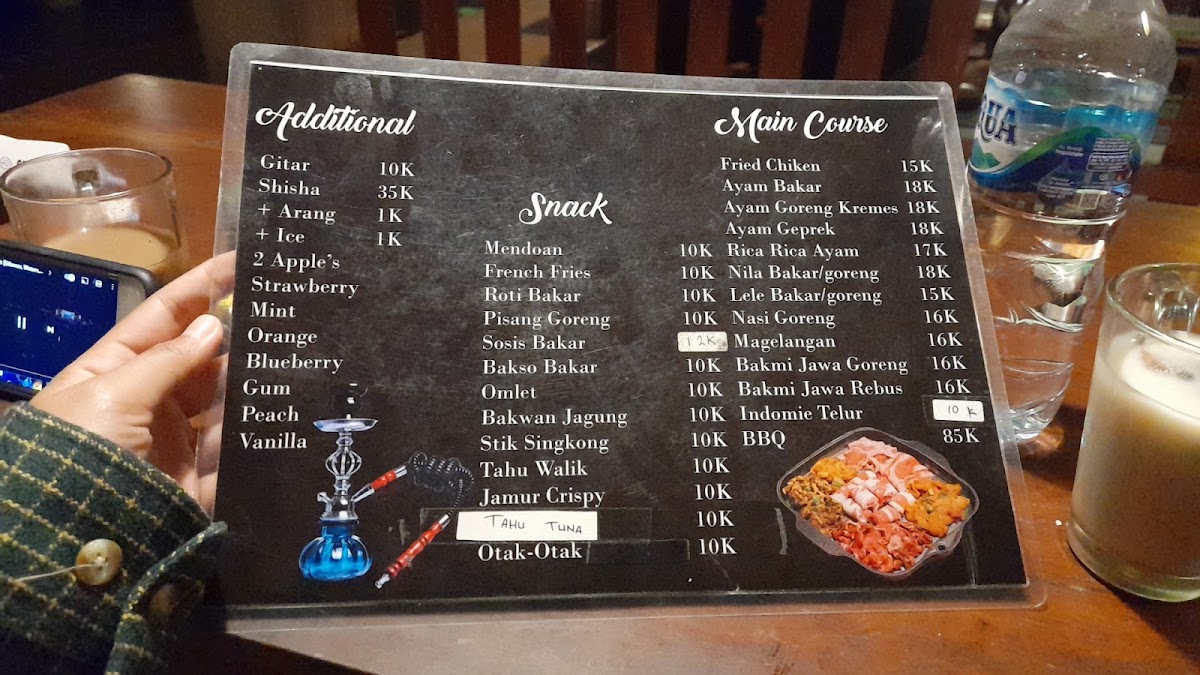 Additional
Gitar 10K
Shisha 35K
+ Arang 1K
+ Ice 1K
2 Apple's
Strawberry
Mint
Orange
Blueberry
Gum
Peach
Vanilla
Snack
Mendoan 10K
French Fries 10K
Roti Bakar 10K
Pisang Goreng 10K
Sosis Bakar 12K
Bakso Bakar 10K
Omlet 10K
Bakwan Jagung 10K
Stik Singkong 10K
Tahu Walik 10K
Jamur Crispy 10K
TAHU TUNA 10K
Otak-Otak 10K
Main Course
Fried Chiken 15K
Ayam Bakar 18K
Ayam Goreng Kremes 18K
Ayam Geprek 18K
Rica Rica Ayam 17K
Nila Bakar/goreng 18K
Lele Bakar/goreng 15K
Nasi Goreng 16K
Magelangan 16K
Bakmi Jawa Goreng 16K
Bakmi Jawa Rebus 16K
Indomie Telur 10 K
BBQ 85K